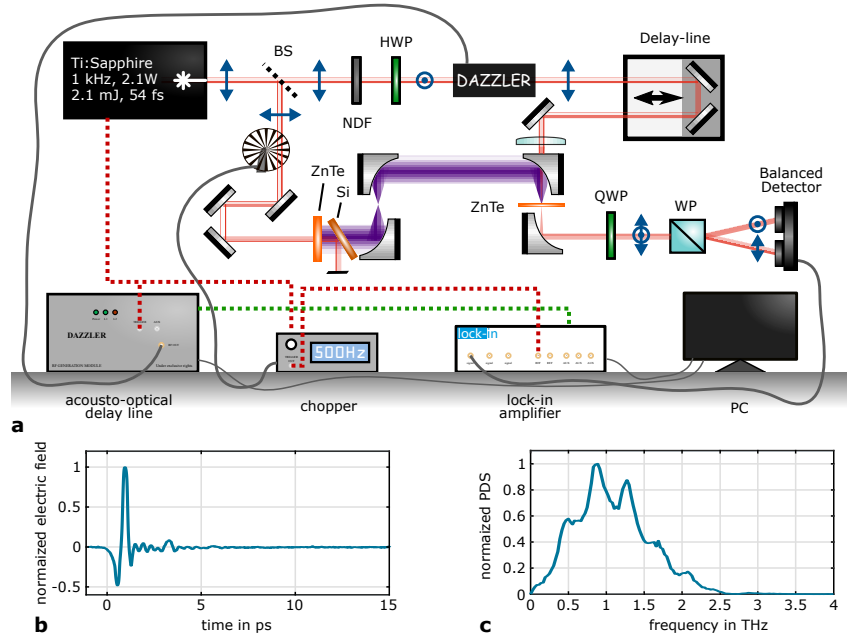 Ti:Sapphire
1 kHz, 2.1W
2.1 mJ, 54 fs
BS
HWP
NDF
DAZZLER
Delay-line
ZnTe
Si
ZnTe
QWP
WP
Balanced
Detector
DAZZLER
500Hz
lock-in
acousto-optical
delay line
chopper
lock-in
amplifier
PC
a
normaized electric field
1
0.5
0
-0.5
0
5
10
15
time in ps
b
normaized PDS
1
0.8
0.6
0.4
0.2
0
0
0.5
1
1.5
2
2.5
3
3.5
4
frequency in THz
c